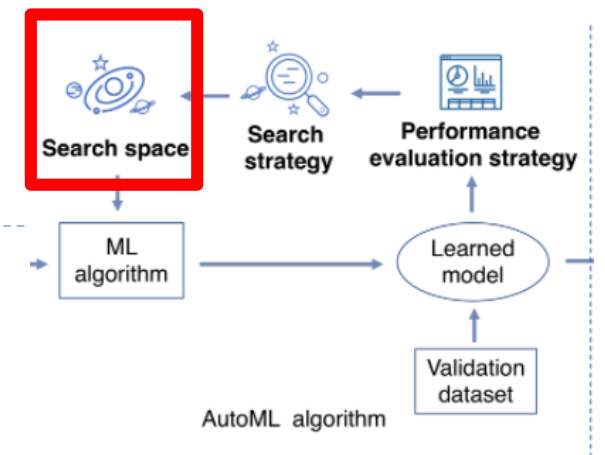 Search space
Search
strategy
Performance
evaluation strategy
ML
algorithm
Learned
model
Validation
dataset
AutoML algorithm